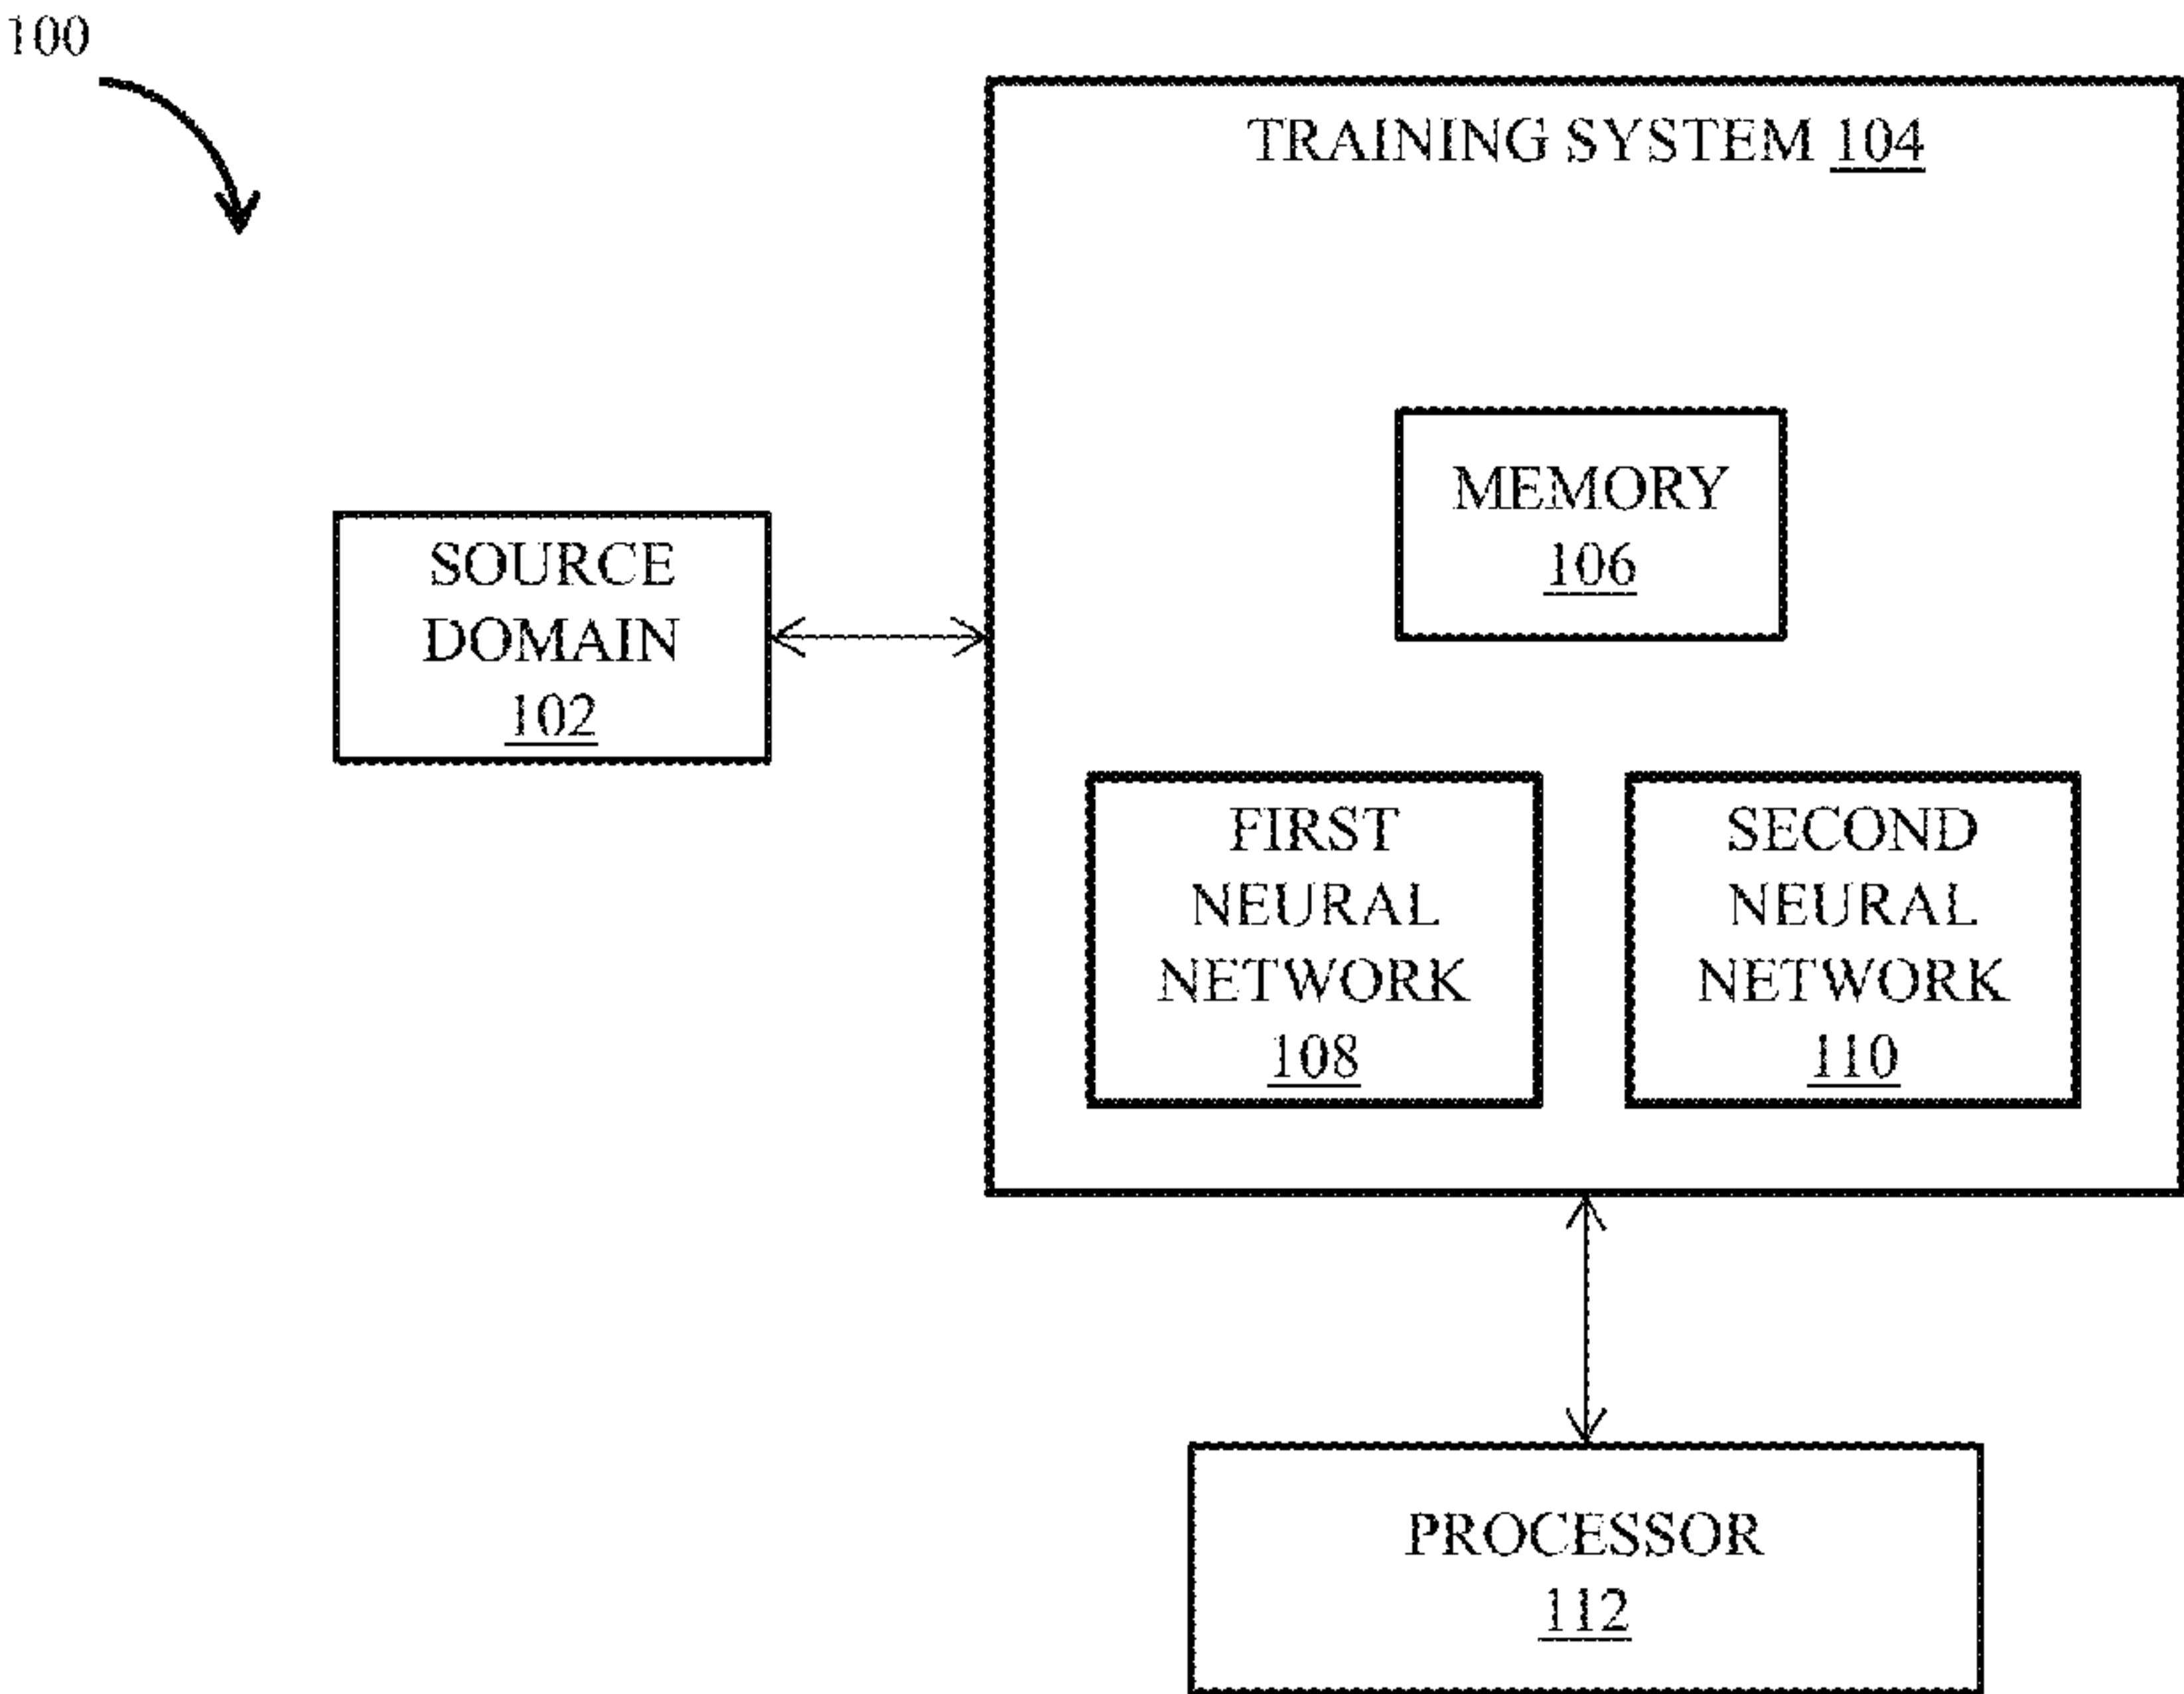 100
TRAINING SYSTEM 104
MEMORY
106
SOURCE
DOMAIN
102
FIRST
NEURAL
NETWORK
108
SECOND
NEURAL
NETWORK
110
PROCESSOR
112